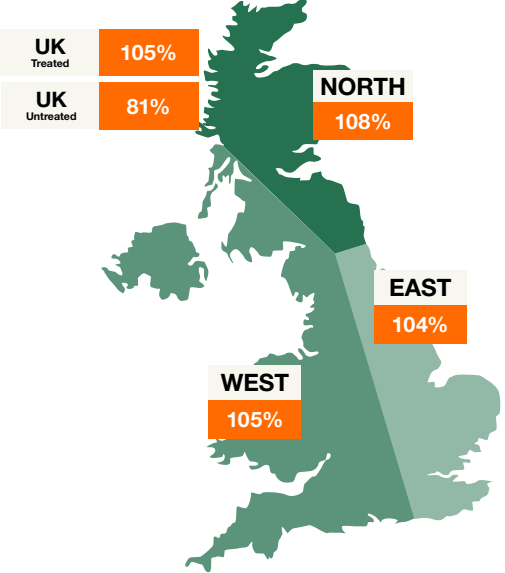 UK
Treated
105%
UK
Untreated
81%
NORTH
108%
EAST
104%
WEST
105%